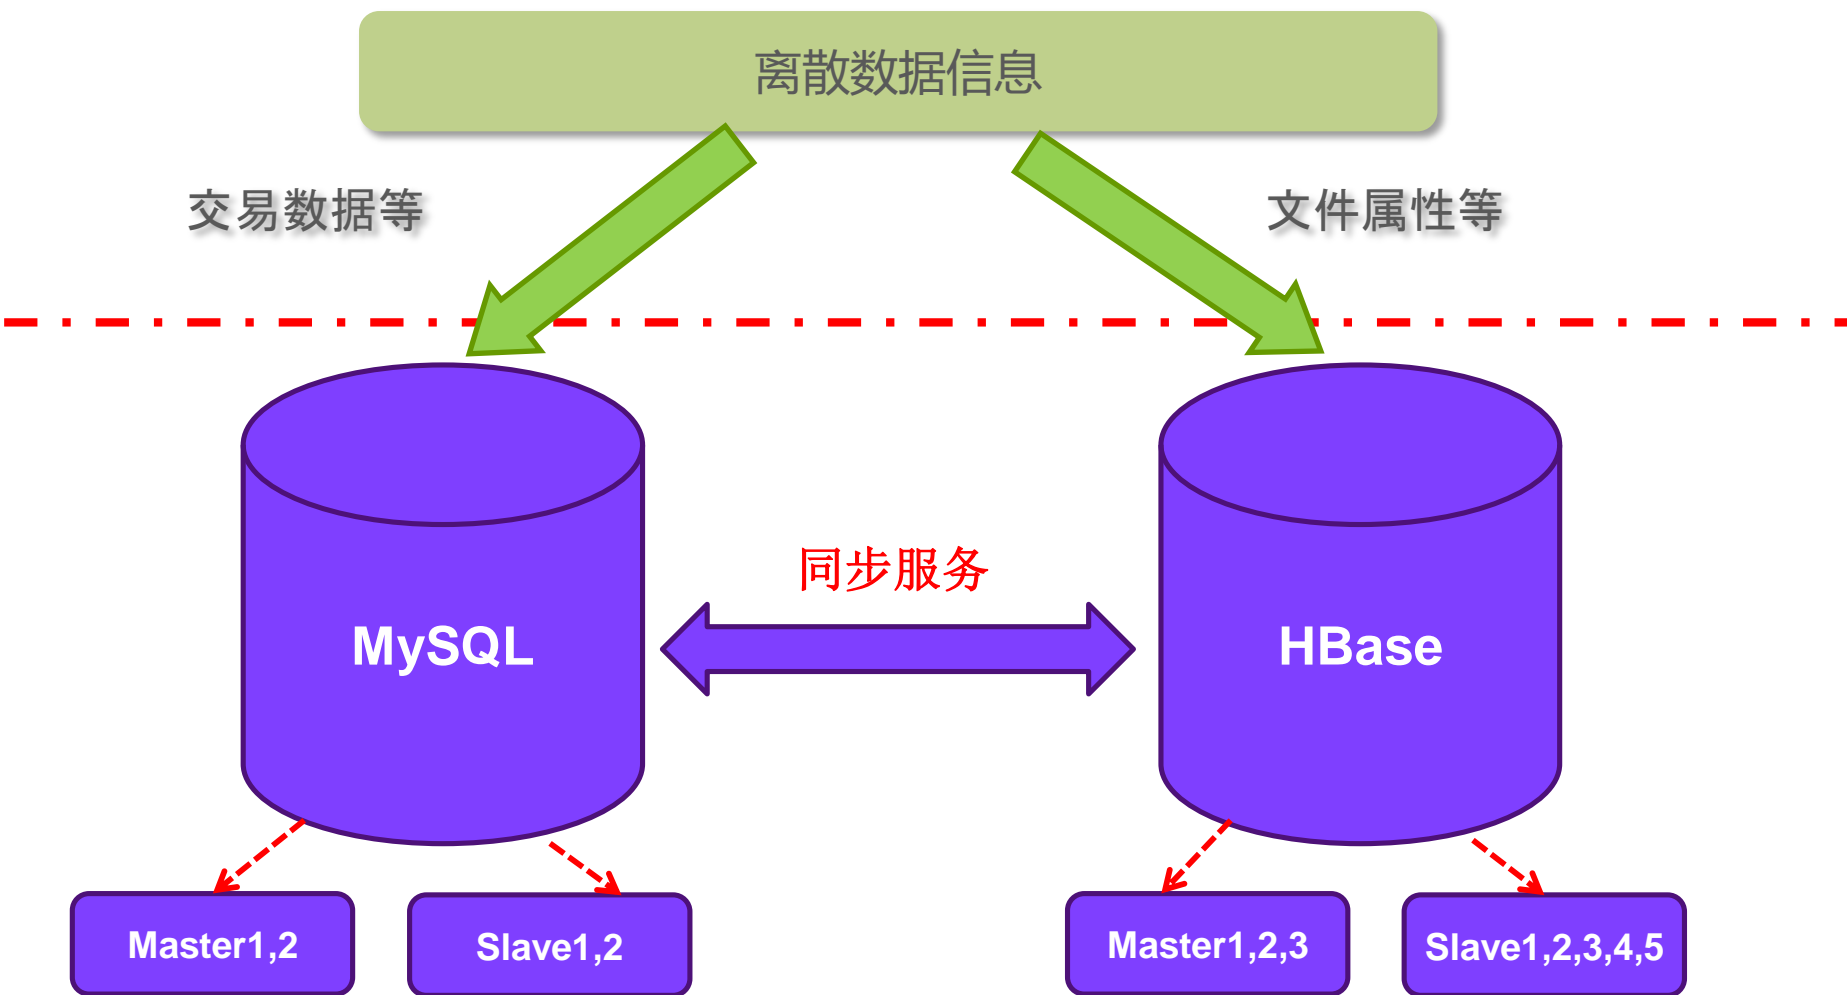 离散数据信息
交易数据等
文件属性等
同步服务
MySQL
HBase
Master1,2
Slave1,2
Master1,2,3
Slave1,2,3,4,5